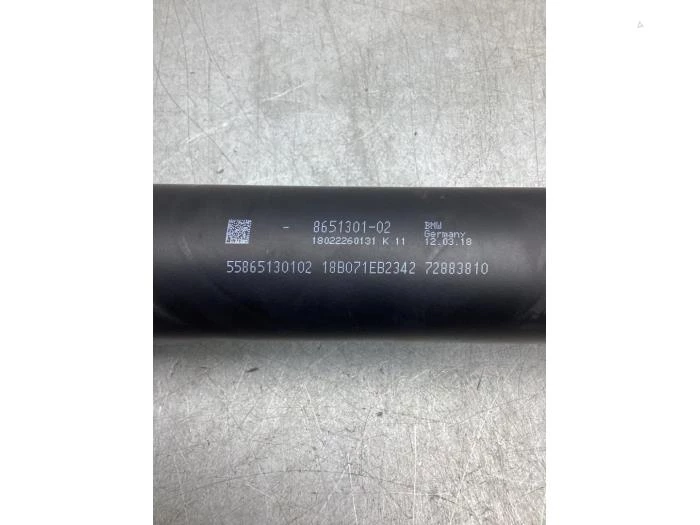 - 8651301-02
18022260131 K 11
BMW
Germany
12.03.18
55865130102 18B071EB2342 72883810